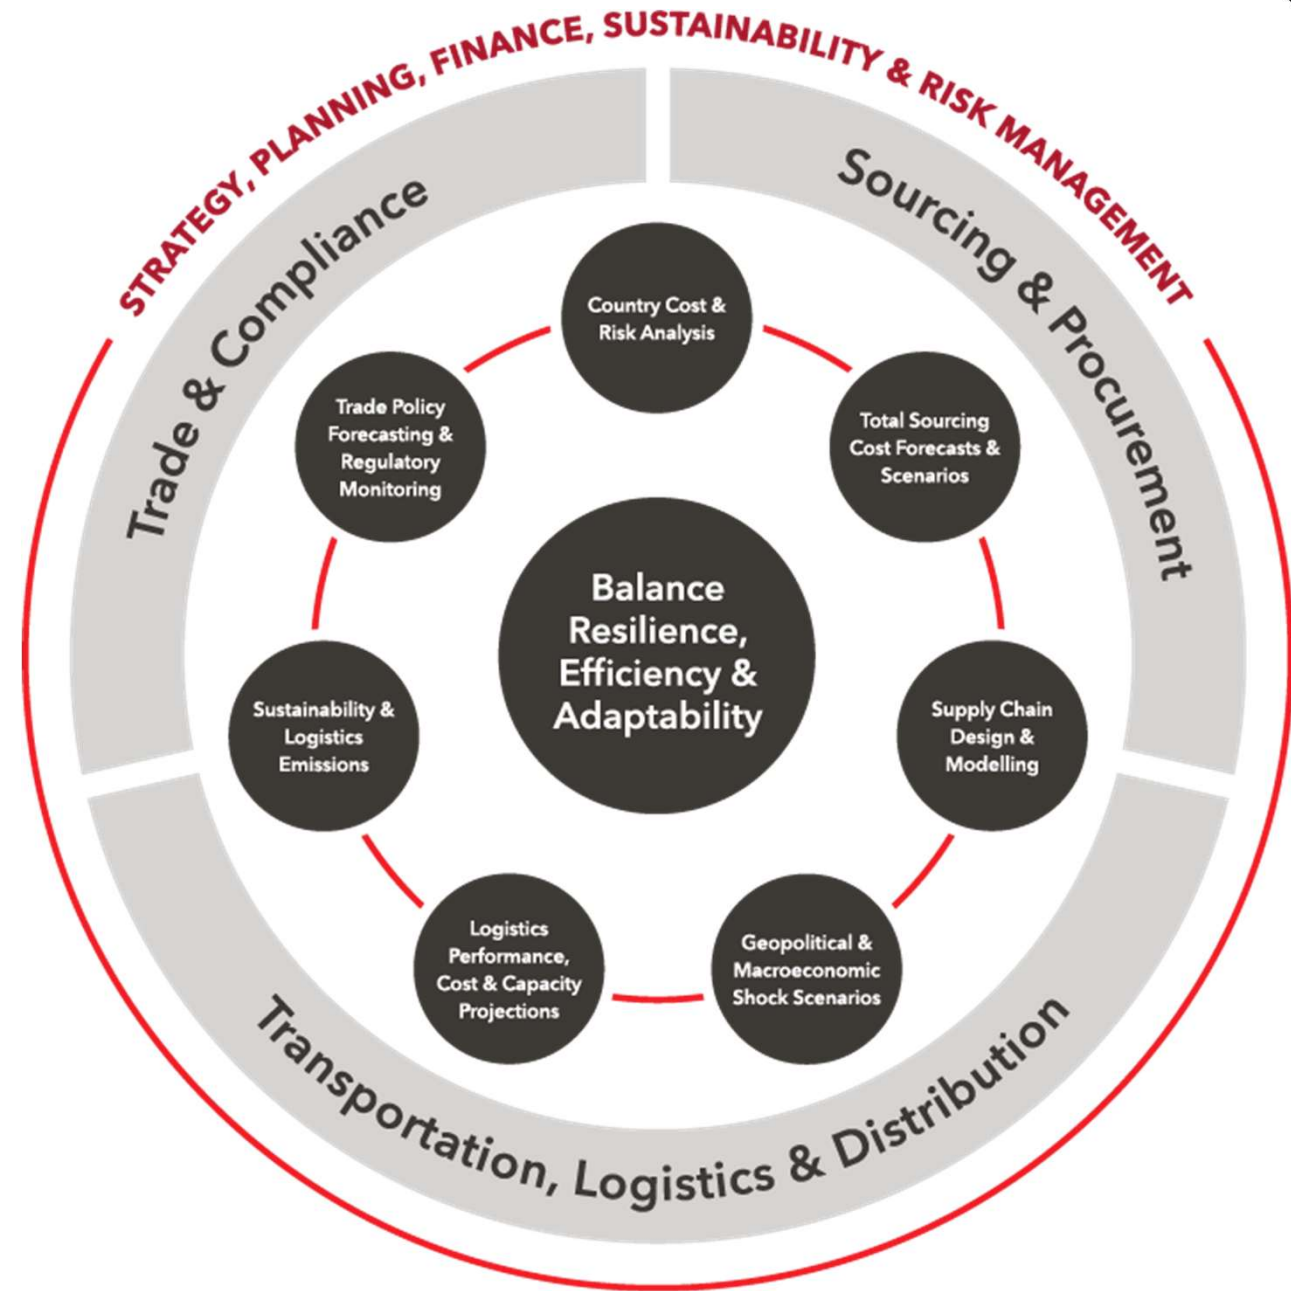 STRATEGY, PLANNING, FINANCE, SUSTAINABILITY & RISK MANAGEMENT
Trade & Compliance
Sourcing & Procurement
Country Cost &
Risk Analysis
Trade Policy
Forecasting &
Regulatory
Monitoring
Total Sourcing
Cost Forecasts &
Scenarios
Balance
Resilience,
Efficiency &
Adaptability
Sustainability &
Logistics
Emissions
Supply Chain
Design &
Modelling
Logistics
Performance,
Cost & Capacity
Projections
Geopolitical &
Macroeconomic
Shock Scenarios
Transportation, Logistics & Distribution